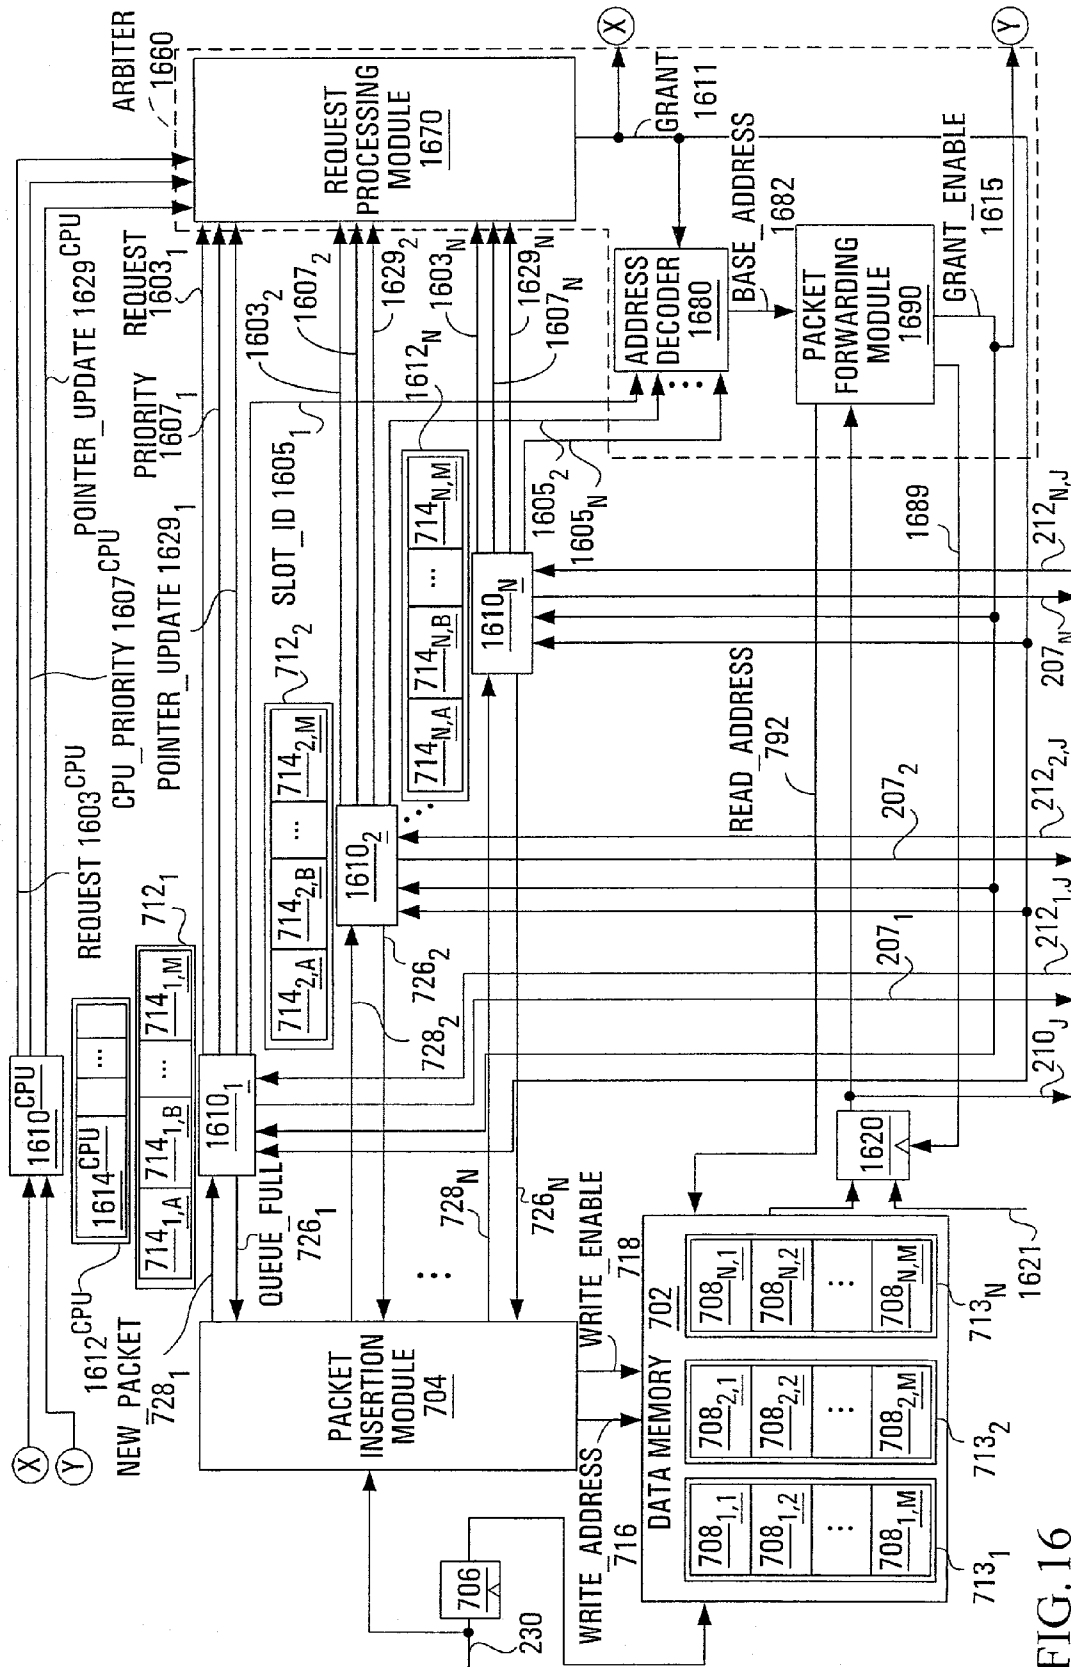 ARBITER
1660
REQUEST
PROCESSING
MODULE
1670
X
Y
GRANT
1611
ADDRESS
DECODER
1680
BASE_ADDRESS
1682
PACKET
FORWARDING
MODULE
1690
GRANT_ENABLE
1615
POINTER_UPDATE 1629CPU
REQUEST
1603₁
PRIORITY
1607₁
CPU_PRIORITY 1607CPU
POINTER_UPDATE 1629₁
REQUEST 1603CPU
SLOT_ID 1605₁
1603₂
1607₂
1629₂
1603N
1629N
1607N
1605₂
1605N
1689
1610CPU
1614CPU
...
1612CPU
714₁,A
714₁,B
...
714₁,M
712₁
1610₁
714₂,A
714₂,B
...
714₂,M
712₂
1610₂
714N,A
714N,B
...
714N,M
1612N
1610N
X
Y
NEW PACKET
728₁
QUEUE_FULL
726₁
728₂
726₂
728N
726N
PACKET
INSERTION
MODULE
704
WRITE_ADDRESS
716
WRITE ENABLE
718
DATA MEMORY
702
708₁,₁
708₁,₂
...
708₁,M
713₁
708₂,₁
708₂,₂
...
708₂,M
713₂
708N,₁
708N,₂
...
708N,M
713N
706
230
1620
1621
READ_ADDRESS
792
210J
207₁
212₁,J
207₂
212₂,J
207N
212N,J
FIG. 16